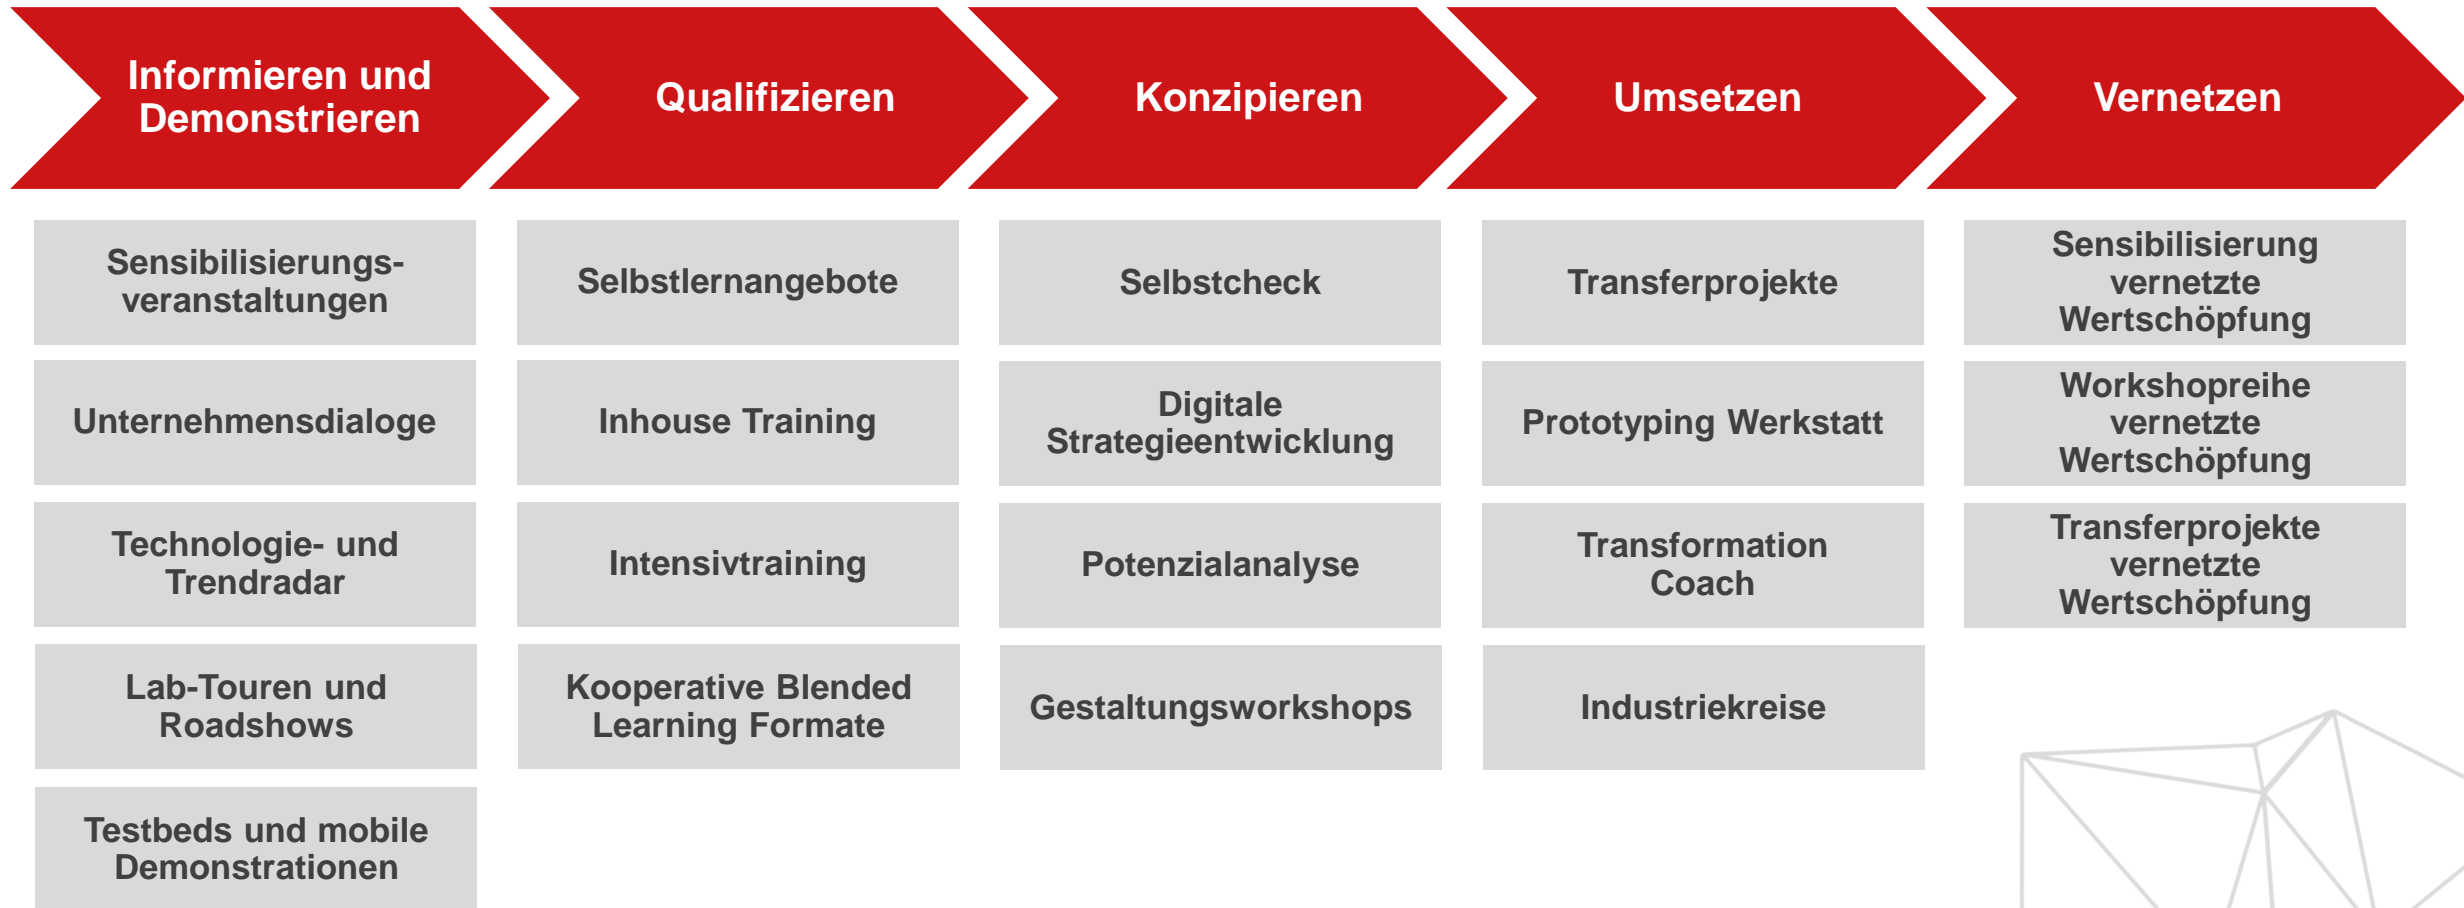 Informieren und
Demonstrieren
Qualifizieren
Konzipieren
Umsetzen
Vernetzen
Sensibilisierungs-
veranstaltungen
Unternehmensdialoge
Technologie- und
Trendradar
Lab-Touren und
Roadshows
Testbeds und mobile
Demonstrationen
Selbstlernangebote
Inhouse Training
Intensivtraining
Kooperative Blended
Learning Formate
Selbstcheck
Digitale
Strategieentwicklung
Potenzialanalyse
Gestaltungsworkshops
Transferprojekte
Prototyping Werkstatt
Transformation
Coach
Industriekreise
Sensibilisierung
vernetzte
Wertschöpfung
Workshopreihe
vernetzte
Wertschöpfung
Transferprojekte
vernetzte
Wertschöpfung